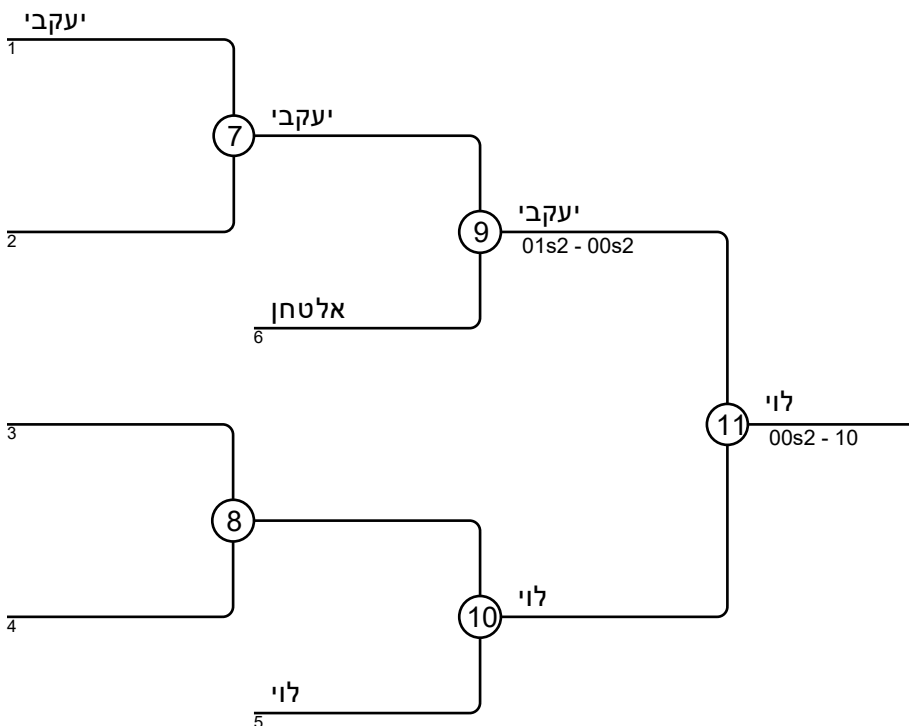 יעקבי
1
יעקבי
7
2
יעקבי
9
01s2 - 00s2
אלטחן
6
3
לוי
11
00s2 - 10
8
לוי
10
4
לוי
5